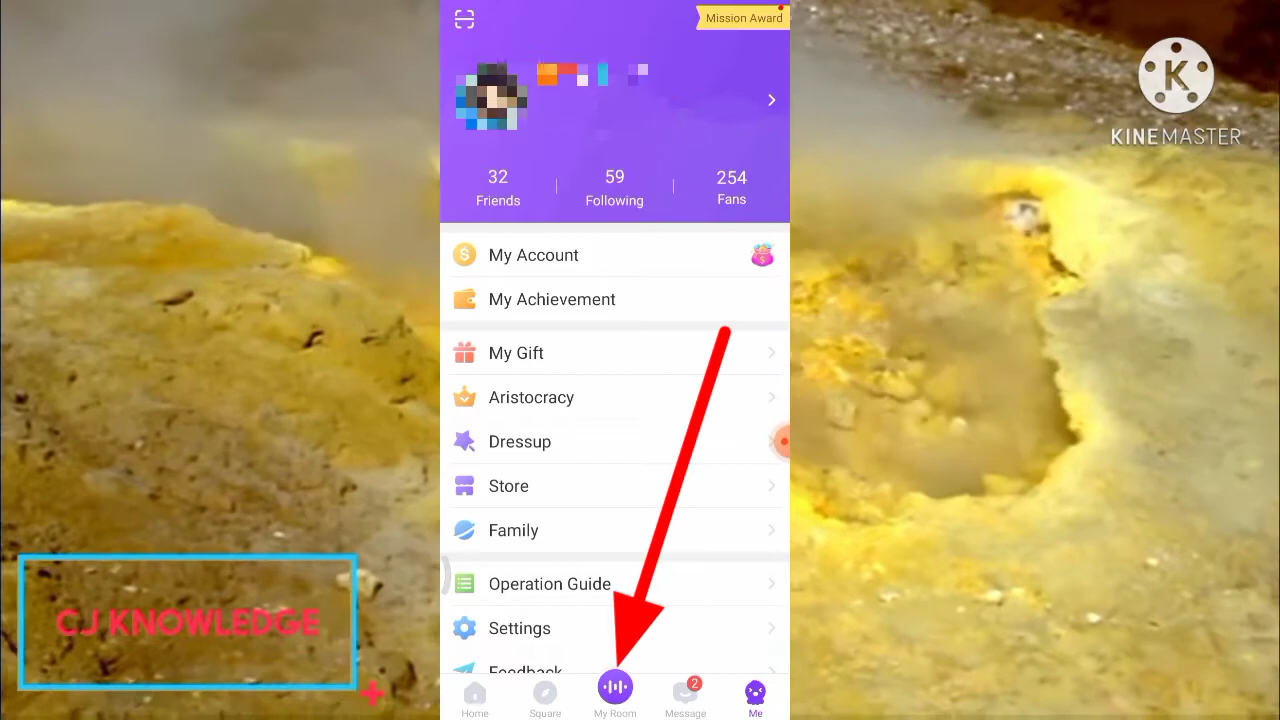 Mission Award
KINEMASTER
32
Friends
59
Following
254
Fans
My Account
My Achievement
My Gift
Aristocracy
Dressup
Store
Family
Operation Guide
Settings
Feedback
CJ KNOWLEDGE
2
Home
Square
My Room
Message
Me